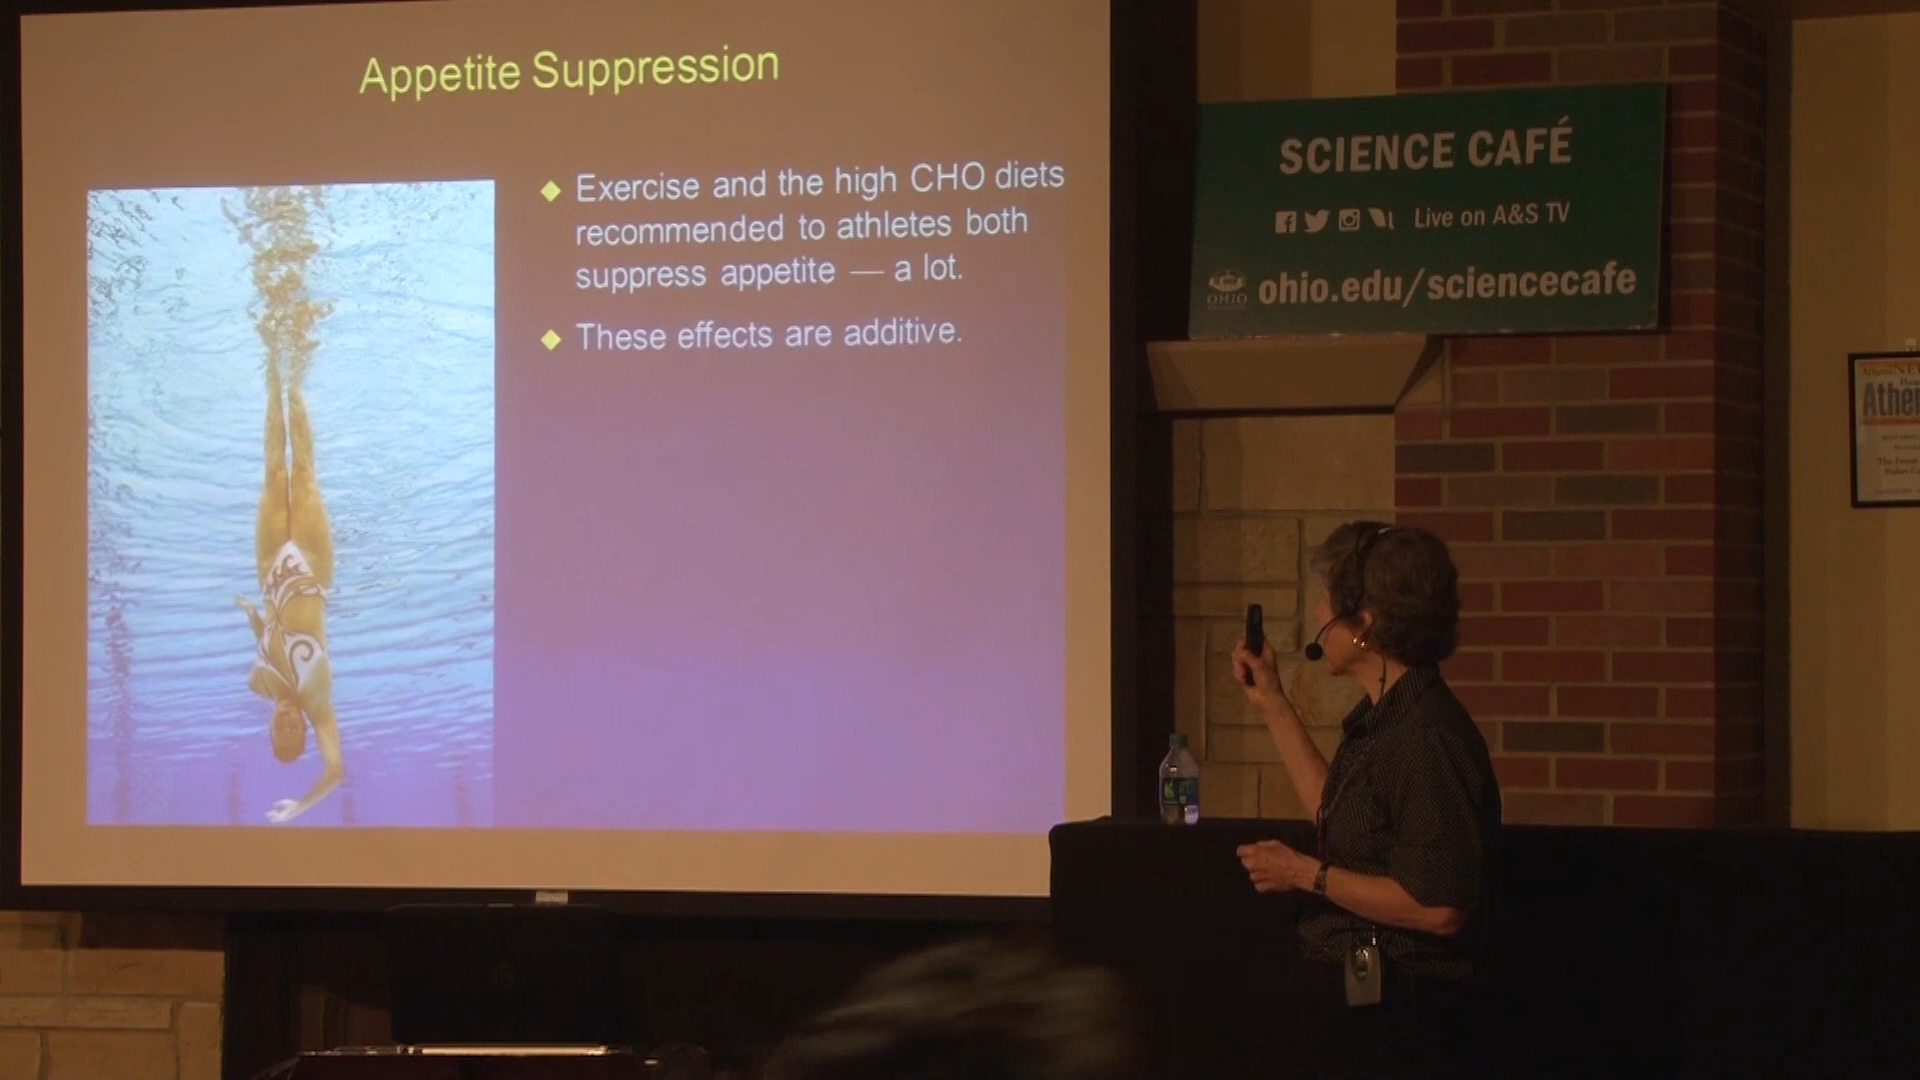 Appetite Suppression
Exercise and the high CHO diets
recommended to athletes both
suppress appetite — a lot.
These effects are additive.
SCIENCE CAFÉ
Live on A&S TV
OHIO
ohio.edu/sciencecafe